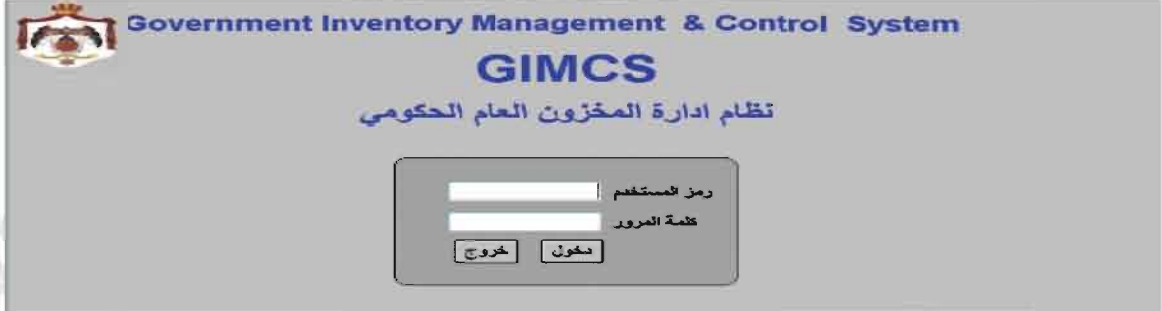 Government Inventory Management & Control System
GIMCS
نظام ادارة المخزون العام الحكومي
رمز المستخدم
كلمة المرور
دخول خروج